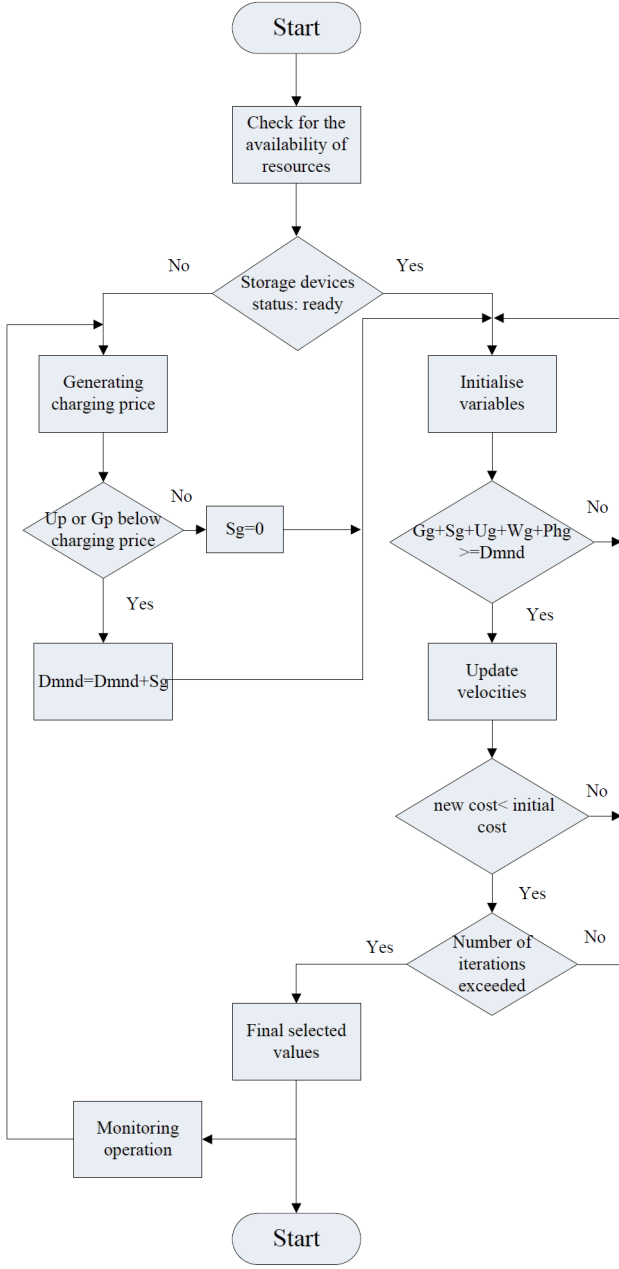 Start
Check for the
availability of
resources
No
Yes
Storage devices
status: ready
Generating
charging price
Initialise
variables
Up or Gp below
charging price
No
Sg=0
Gg+Sg+Ug+Wg+Phg
>=Dmnd
No
Yes
Yes
Dmnd=Dmnd+Sg
Update
velocities
new cost< initial
cost
No
Yes
Yes
Number of
iterations
exceeded
No
Final selected
values
Monitoring
operation
Start